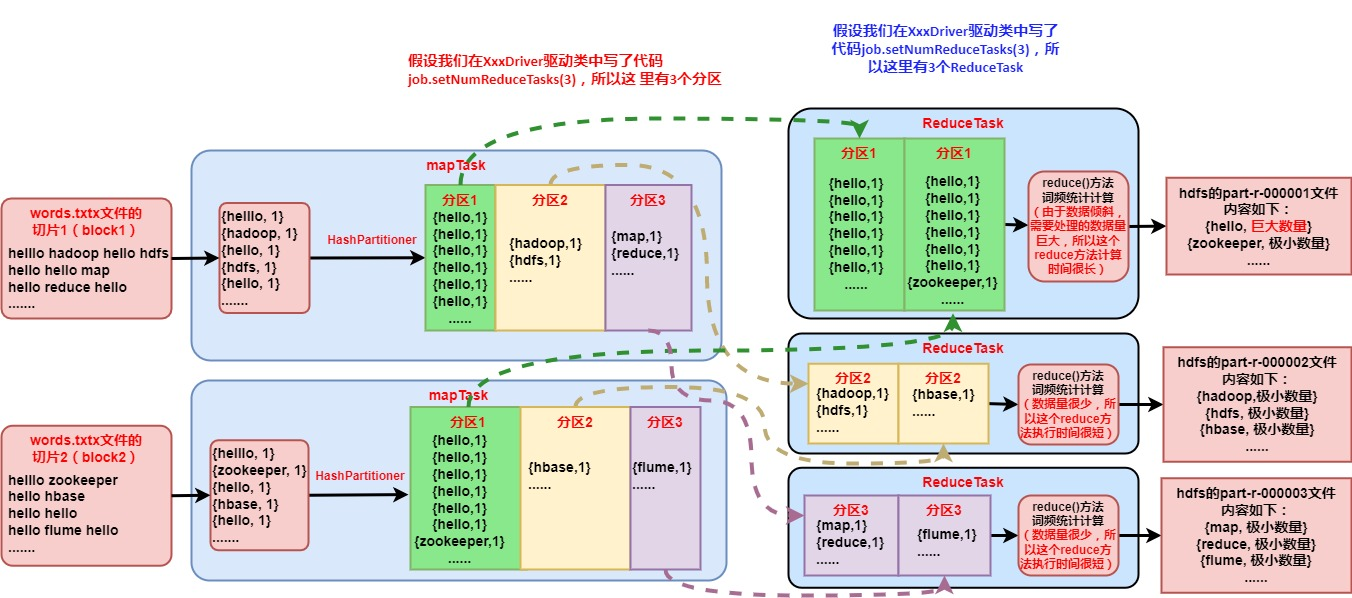 假设我们在XxxDriver驱动类中写了代码
job.setNumReduceTasks(3)，所以这 里有3个分区
假设我们在XxxDriver驱动类中写了
代码job.setNumReduceTasks(3)，所
以这里有3个ReduceTask
words.txtx文件的
切片1（block1）
helllo hadoop hello hdfs
hello hello map
hello reduce hello
.......
{helllo, 1}
{hadoop, 1}
{hello, 1}
{hdfs, 1}
{hello, 1}
.......
HashPartitioner
mapTask
分区1
{hello,1}
{hello,1}
{hello,1}
{hello,1}
{hello,1}
{hello,1}
......
分区2
{hadoop,1}
{hdfs,1}
......
分区3
{map,1}
{reduce,1}
......
words.txtx文件的
切片2（block2）
helllo zookeeper
hello hbase
hello hello
hello flume hello
.......
{helllo, 1}
{zookeeper, 1}
{hello, 1}
{hbase, 1}
{hello, 1}
.......
HashPartitioner
mapTask
分区1
{hello,1}
{hello,1}
{hello,1}
{hello,1}
{hello,1}
{hello,1}
{zookeeper,1}
......
分区2
{hbase,1}
......
分区3
{flume,1}
......
ReduceTask
分区1
{hello,1}
{hello,1}
{hello,1}
{hello,1}
{hello,1}
{hello,1}
......
分区1
{hello,1}
{hello,1}
{hello,1}
{hello,1}
{hello,1}
{hello,1}
{zookeeper,1}
......
reduce()方法
词频统计计算
（由于数据倾斜，
需要处理的数据量
巨大，所以这个
reduce方法计算
时间很长）
hdfs的part-r-000001文件
内容如下：
{hello, 巨大数量}
{zookeeper, 极小数量}
......
ReduceTask
分区2
{hadoop,1}
{hdfs,1}
......
分区2
{hbase,1}
......
reduce()方法
词频统计计算
（数据量很少，所
以这个reduce方
法执行时间很短）
hdfs的part-r-000002文件
内容如下：
{hadoop,极小数量}
{hdfs, 极小数量}
{hbase, 极小数量}
......
ReduceTask
分区3
{map,1}
{reduce,1}
......
分区3
{flume,1}
......
reduce()方法
词频统计计算
（数据量很少，所
以这个reduce方
法执行时间很短）
hdfs的part-r-000003文件
内容如下：
{map, 极小数量}
{reduce, 极小数量}
{flume, 极小数量}
......